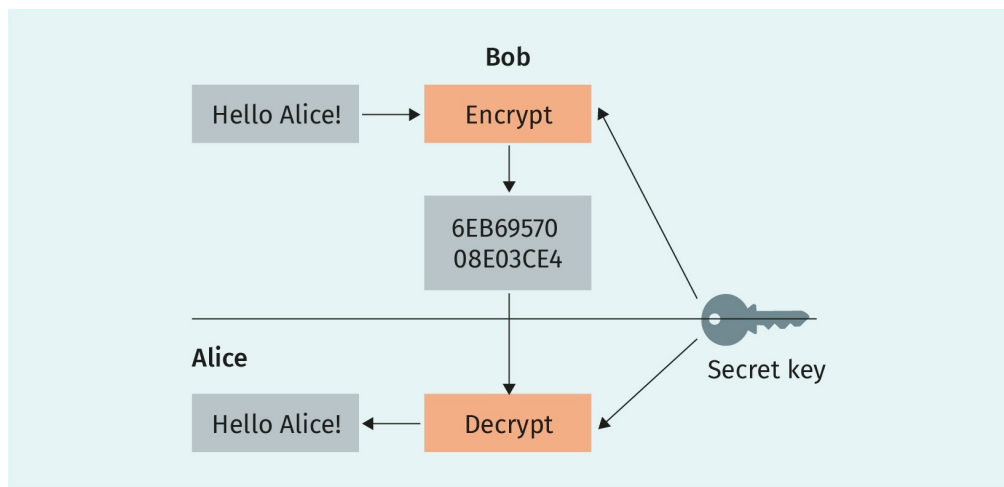 Bob
Hello Alice!
Encrypt
6EB69570
08E03CE4
Alice
Secret key
Hello Alice!
Decrypt